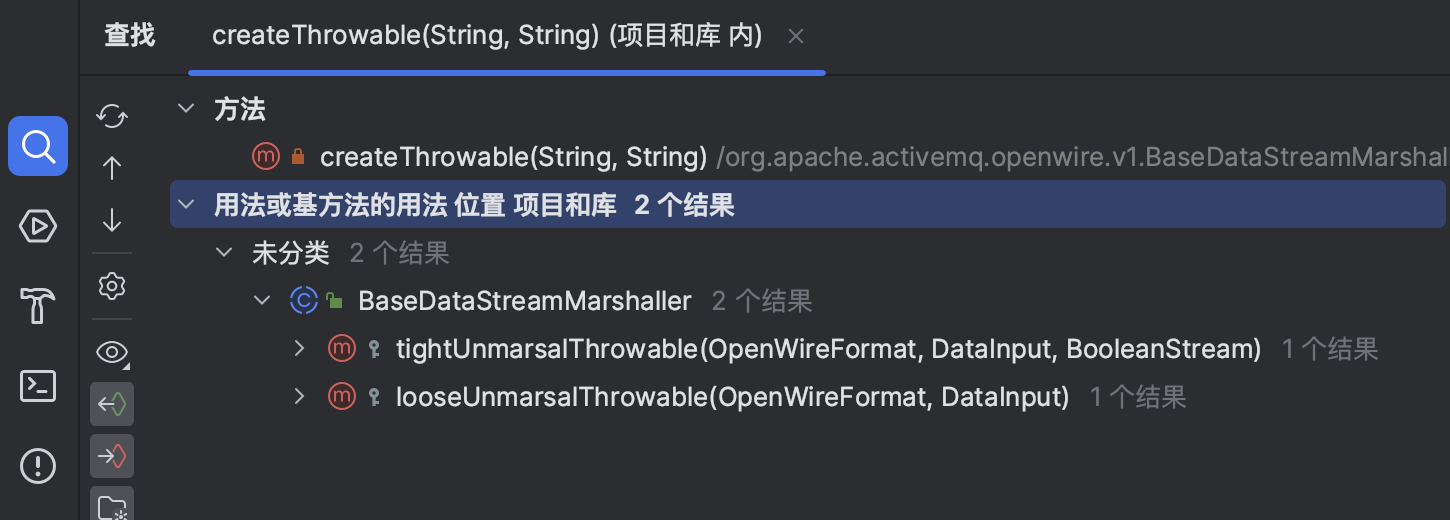 查找 createThrowable(String, String) (项目和库 内)
方法
createThrowable(String, String) /org.apache.activemq.openwire.v1.BaseDataStreamMarshal
用法或基方法的用法 位置 项目和库 2 个结果
未分类 2 个结果
BaseDataStreamMarshaller 2 个结果
tightUnmarsalThrowable(OpenWireFormat, DataInput, BooleanStream) 1 个结果
looseUnmarsalThrowable(OpenWireFormat, DataInput) 1 个结果